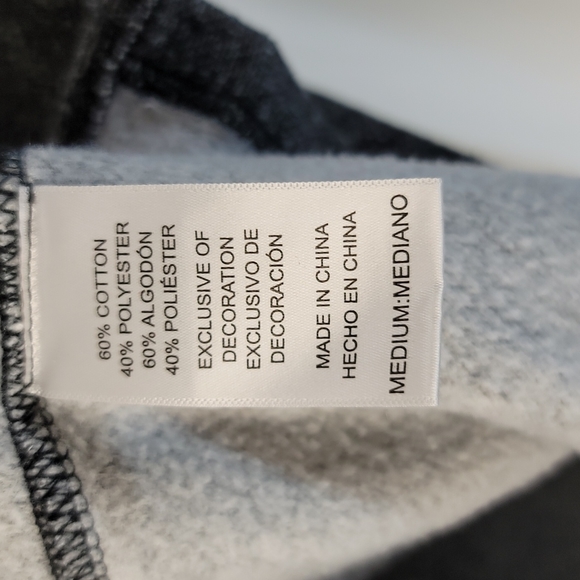 60% COTTON
40% POLYESTER
60% ALGODÓN
40% POLIÉSTER
EXCLUSIVE OF
DECORATION
EXCLUSIVO DE
DECORACIÓN
MADE IN CHINA
HECHO EN CHINA
MEDIUM:MEDIANO